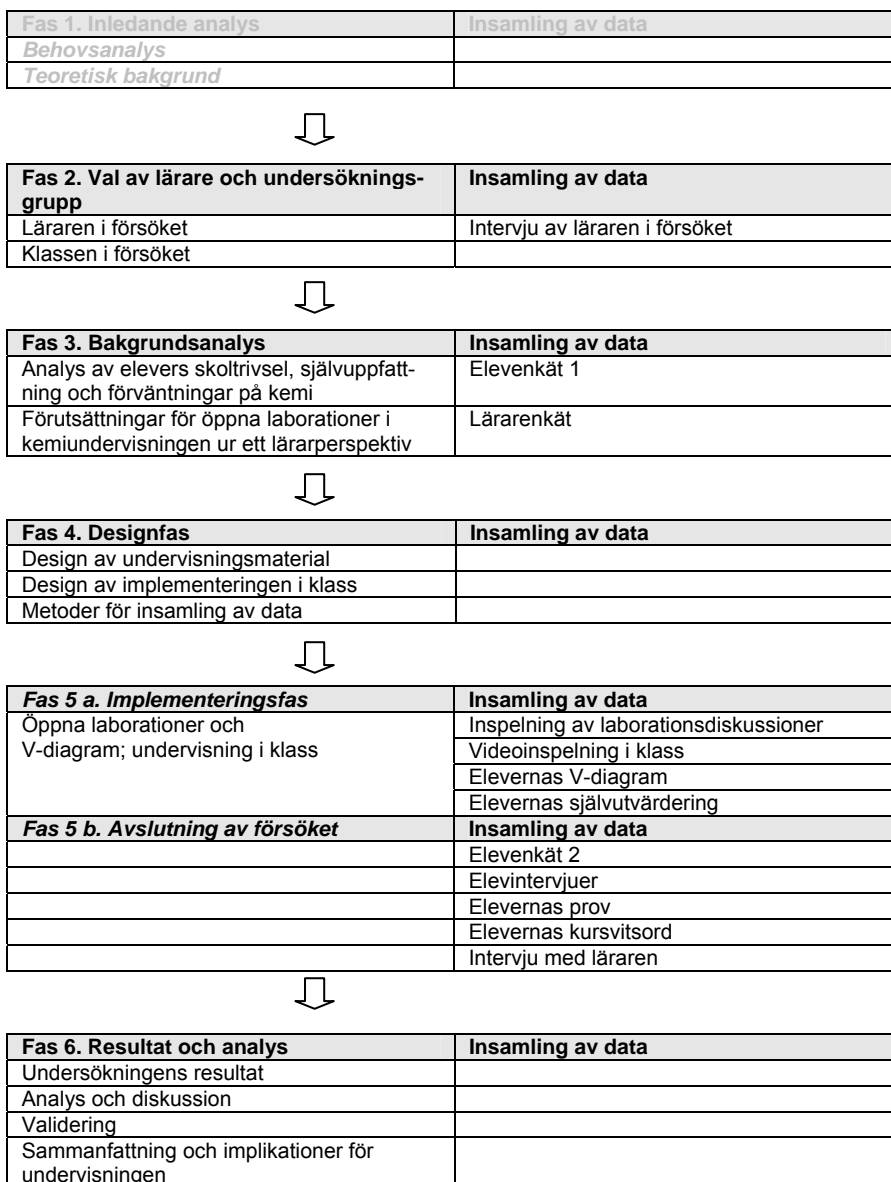 Fas 1. Inledande analys Insamling av data
Behovsanalys
Teoretisk bakgrund
Fas 2. Val av lärare och undersöknings-
grupp Insamling av data
Läraren i försöket Intervju av läraren i försöket
Klassen i försöket
Fas 3. Bakgrundsanalys Insamling av data
Analys av elevers skoltrivsel, självuppfatt-
ning och förväntningar på kemi Elevenkät 1
Förutsättningar för öppna laborationer i
kemiundervisningen ur ett lärarperspektiv Lärarenkät
Fas 4. Designfas Insamling av data
Design av undervisningsmaterial
Design av implementeringen i klass
Metoder för insamling av data
Fas 5 a. Implementeringsfas Insamling av data
Öppna laborationer och
V-diagram; undervisning i klass
Inspelning av laborationsdiskussioner
Videoinspelning i klass
Elevernas V-diagram
Elevernas självutvärdering
Fas 5 b. Avslutning av försöket Insamling av data
Elevenkät 2
Elevintervjuer
Elevernas prov
Elevernas kursvitsord
Intervju med läraren
Fas 6. Resultat och analys Insamling av data
Undersökningens resultat
Analys och diskussion
Validering
Sammanfattning och implikationer för
undervisningen